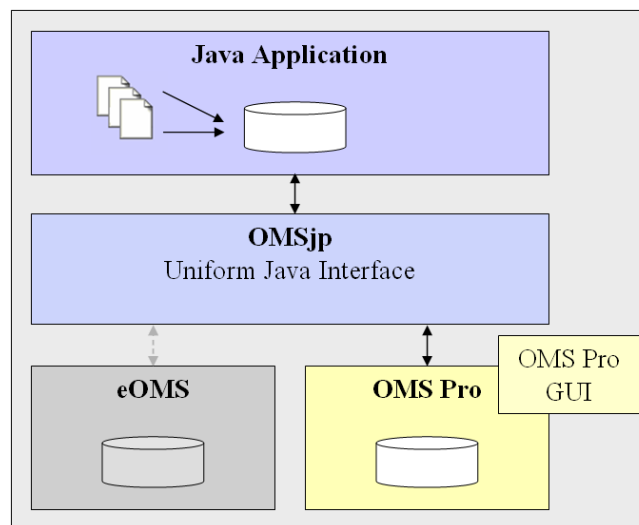 Java Application
OMSjp
Uniform Java Interface
eOMS
OMS Pro
OMS Pro
GUI